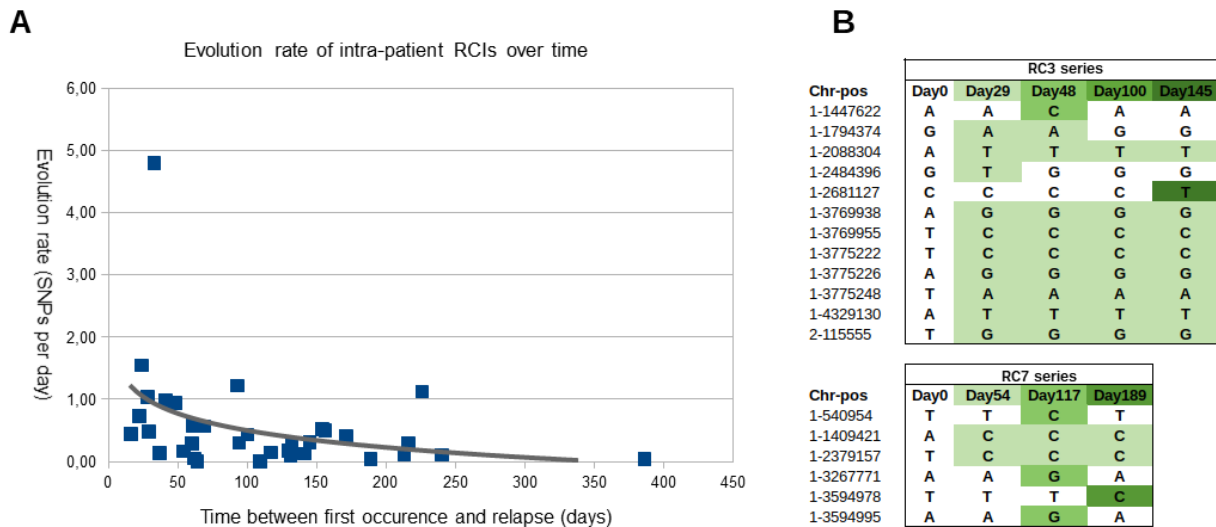 A
B
Evolution rate of intra-patient RCIs over time
6,00
5,00
4,00
3,00
2,00
1,00
0,00
Evolution rate (SNPs per day)
0 50 100 150 200 250 300 350 400 450
Time between first occurence and relapse (days)
RC3 series
Chr-pos Day0 Day29 Day48 Day100 Day145
1-1447622 A A C A A
1-1794374 G A A G G
1-2088304 A T T T T
1-2484396 G T G G G
1-2681127 C C C C T
1-3769938 A G G G G
1-3769955 T C C C C
1-3775222 T C C C C
1-3775226 A G G G G
1-3775248 T A A A A
1-4329130 A T T T T
2-115555 T G G G G
RC7 series
Chr-pos Day0 Day54 Day117 Day189
1-540954 T T C T
1-1409421 A C C C
1-2379157 T C C C
1-3267771 A A G A
1-3594978 T T T C
1-3594995 A A G A